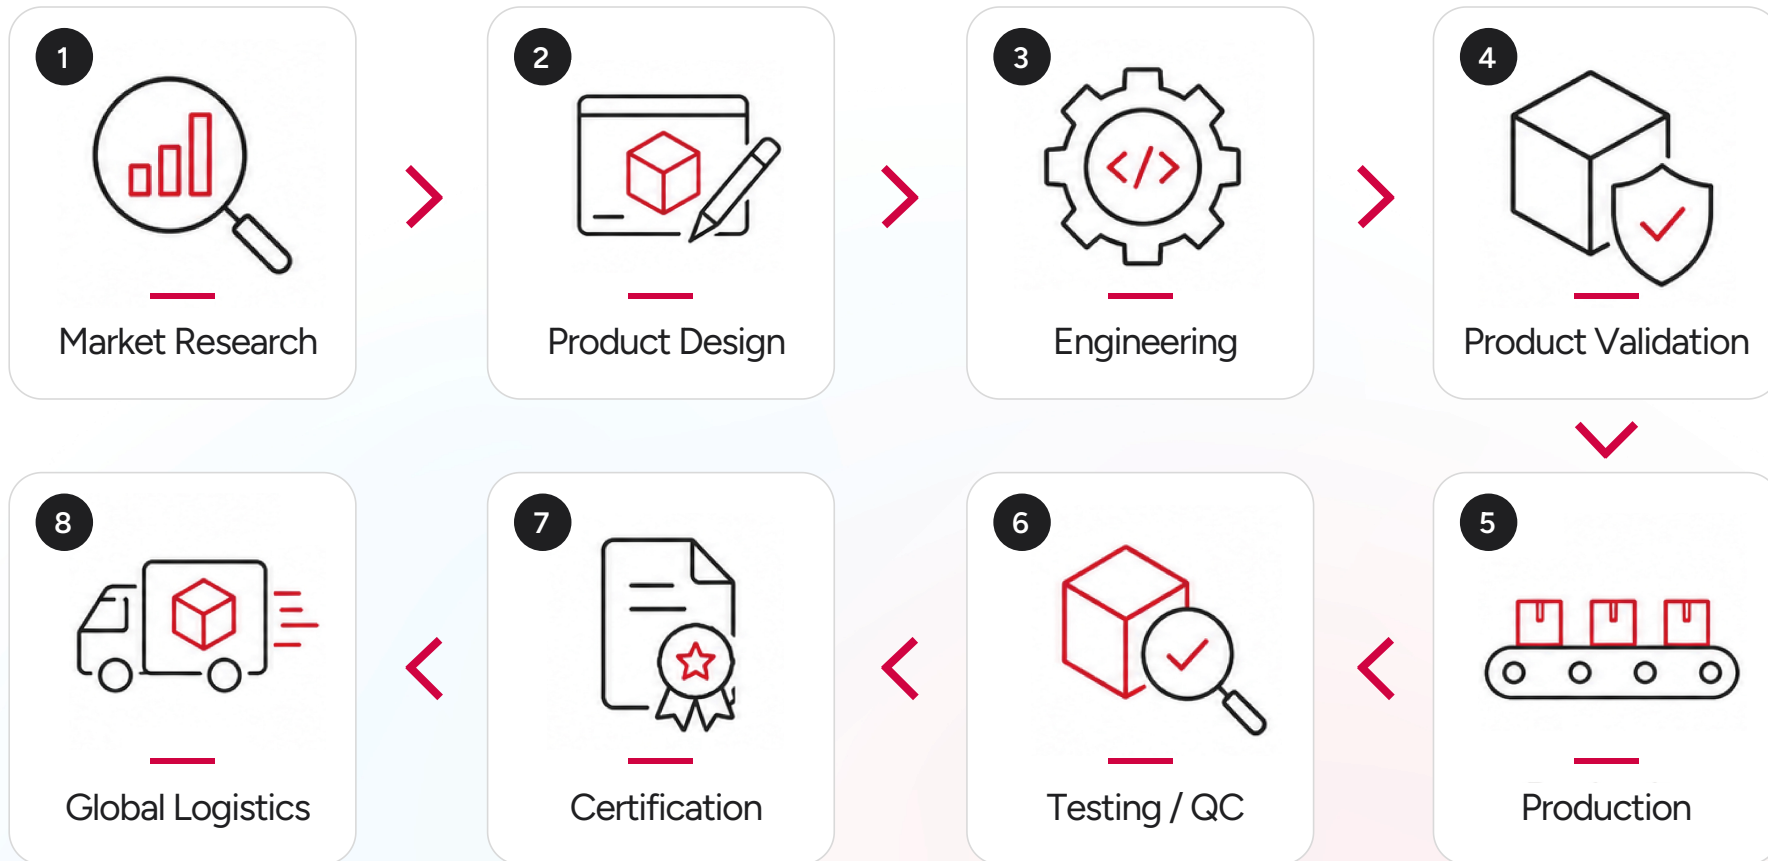 1
Market Research
2
Product Design
3
</>
Engineering
4
Product Validation
8
Global Logistics
7
Certification
6
Testing / QC
5
Production